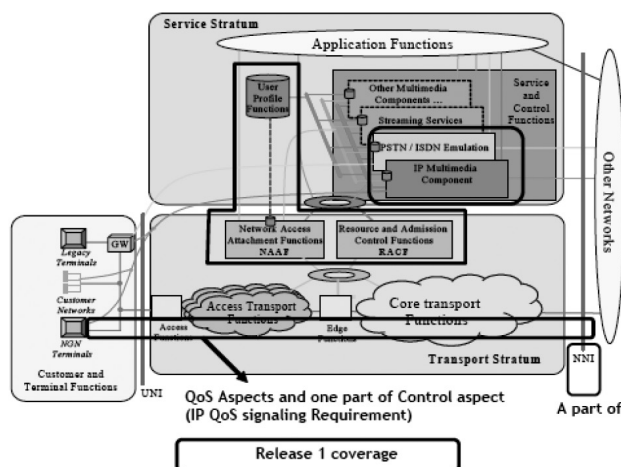 Service Stratum
Application Functions
User
Profile
Functions
Other Multimedia
Components ...
Streaming Services
PSTN / ISDN Emulation
IP Multimedia
Component
Service
and
Control
Functions
Other Networks
Network Access
Attachment Functions
NAAF
Resource and Admission
Control Functions
RACF
Legacy
Terminals
GW
Customer
Networks
NGN
Terminals
Customer and
Terminal Functions
UNI
Access
Functions
Access Transport
Functions
Edge
Functions
Core transport
Functions
Transport Stratum
NNI
QoS Aspects and one part of Control aspect
(IP QoS signaling Requirement)
A part of
Release 1 coverage